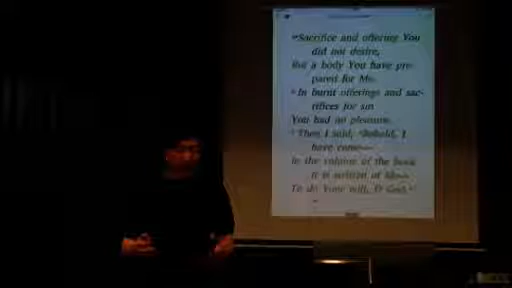 "Sacrifice and offering You
did not desire,
But a body You have pre-
pared for Me.
In burnt offerings and sac-
rifices for sin
You had no pleasure.
Then I said, 'Behold, I
have come—
In the volume of the book
it is written of Me—
To do Your will, O God.'"